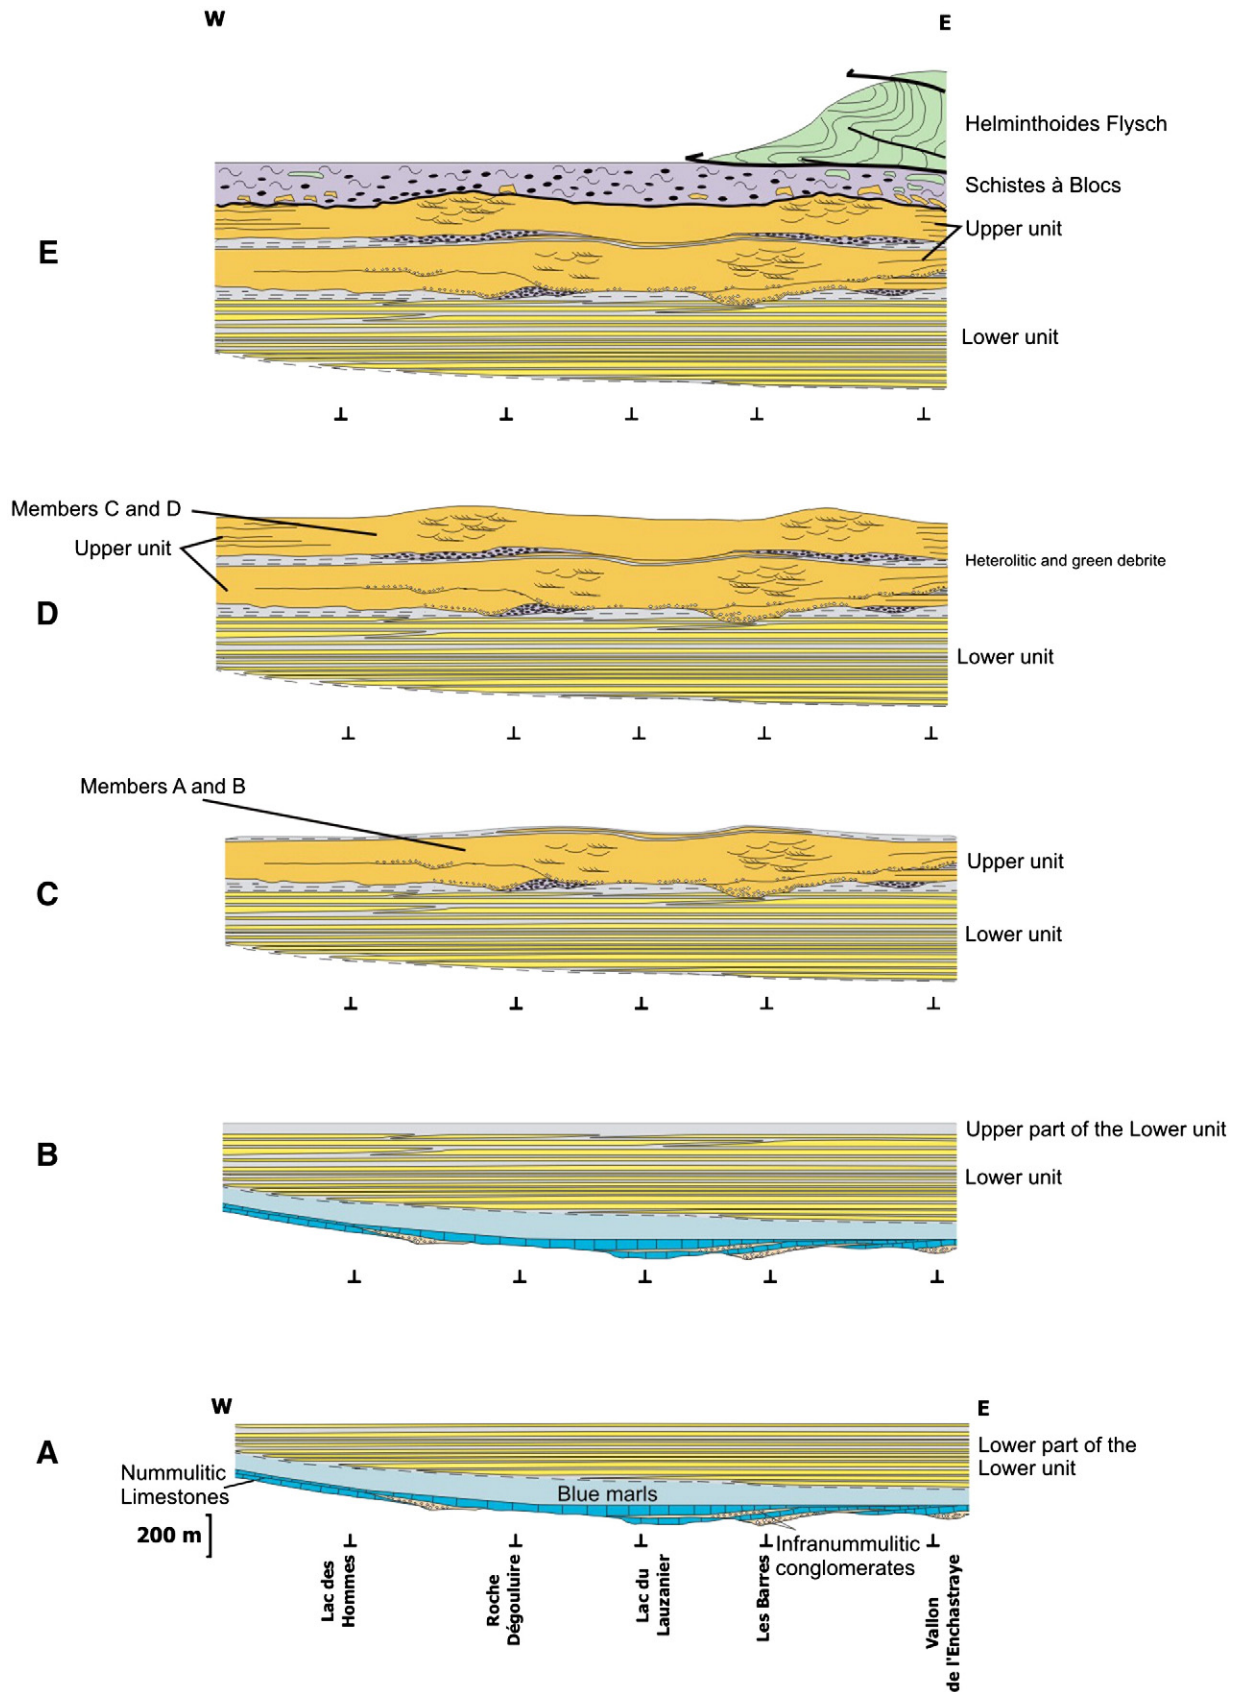 W
E
Helminthoides Flysch
Schistes à Blocs
Upper unit
E
Lower unit
Members C and D
Upper unit
Heterolitic and green debrite
D
Lower unit
Members A and B
Upper unit
C
Lower unit
Upper part of the Lower unit
B
Lower unit
W
E
A
Lower part of the
Lower unit
Nummulitic
Limestones
Blue marls
200 m
Infranummulitic
conglomerates
Lac des
Hommes
Roche
Dégouluire
Lac du
Lauzanier
Les Barres
Vallon
de l'Enchastraye